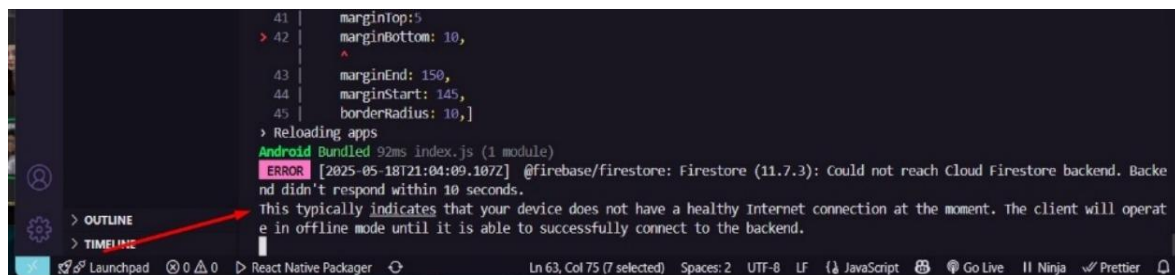 41 | marginTop:5
> 42 | marginBottom: 10,
| ^
43 | marginEnd: 150,
44 | marginStart: 145,
45 | borderRadius: 10,]
› Reloading apps
Android Bundled 92ms index.js (1 module)
ERROR [2025-05-18T21:04:09.107Z] @firebase/firestore: Firestore (11.7.3): Could not reach Cloud Firestore backend. Backe
nd didn't respond within 10 seconds.
This typically indicates that your device does not have a healthy Internet connection at the moment. The client will operat
e in offline mode until it is able to successfully connect to the backend.
> OUTLINE
> TIMELINE
Launchpad 0 0 React Native Packager Ln 63, Col 75 (7 selected) Spaces: 2 UTF-8 LF {} JavaScript Go Live Ninja Prettier